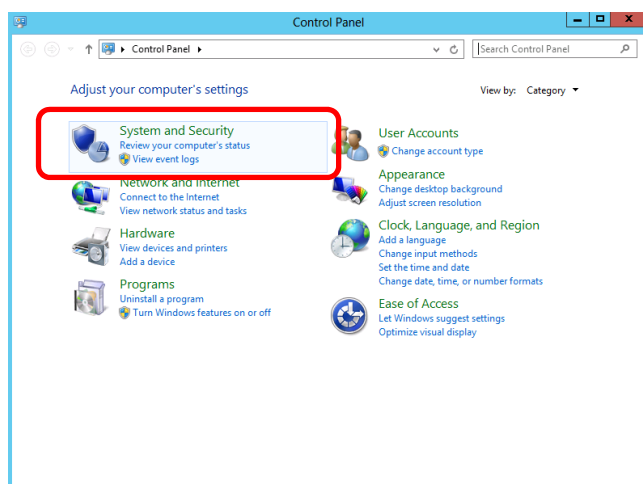 Control Panel
Control Panel
Search Control Panel
Adjust your computer's settings
View by: Category
System and Security
Review your computer's status
View event logs
Network and Internet
Connect to the Internet
View network status and tasks
Hardware
View devices and printers
Add a device
Programs
Uninstall a program
Turn Windows features on or off
User Accounts
Change account type
Appearance
Change desktop background
Adjust screen resolution
Clock, Language, and Region
Add a language
Change input methods
Set the time and date
Change date, time, or number formats
Ease of Access
Let Windows suggest settings
Optimize visual display